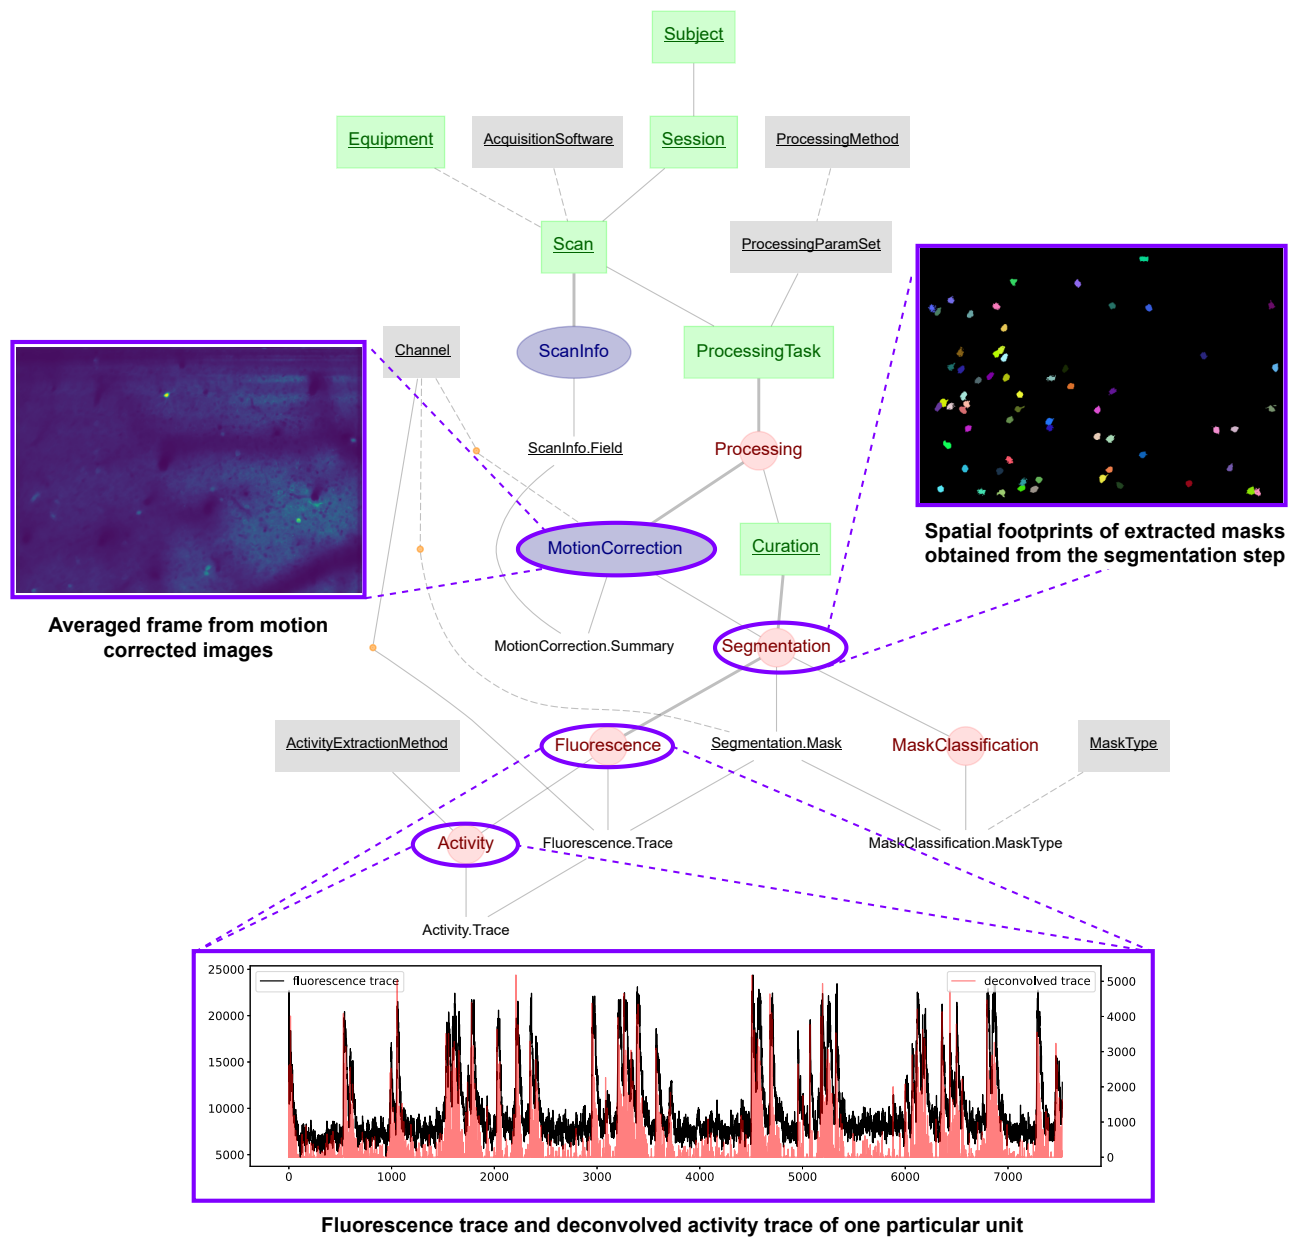 Subject
Equipment
AcquisitionSoftware
Session
ProcessingMethod
Scan
ProcessingParamSet
Channel
ScanInfo
ProcessingTask
ScanInfo.Field
Processing
MotionCorrection
Curation
Spatial footprints of extracted masks
obtained from the segmentation step
Averaged frame from motion
corrected images
MotionCorrection.Summary
Segmentation
ActivityExtractionMethod
Fluorescence
Segmentation.Mask
MaskClassification
MaskType
Activity
Fluorescence.Trace
MaskClassification.MaskType
Activity.Trace
25000
20000
15000
10000
5000
fluorescence trace
deconvolved trace
5000
4000
3000
2000
1000
0
0 1000 2000 3000 4000 5000 6000 7000
Fluorescence trace and deconvolved activity trace of one particular unit